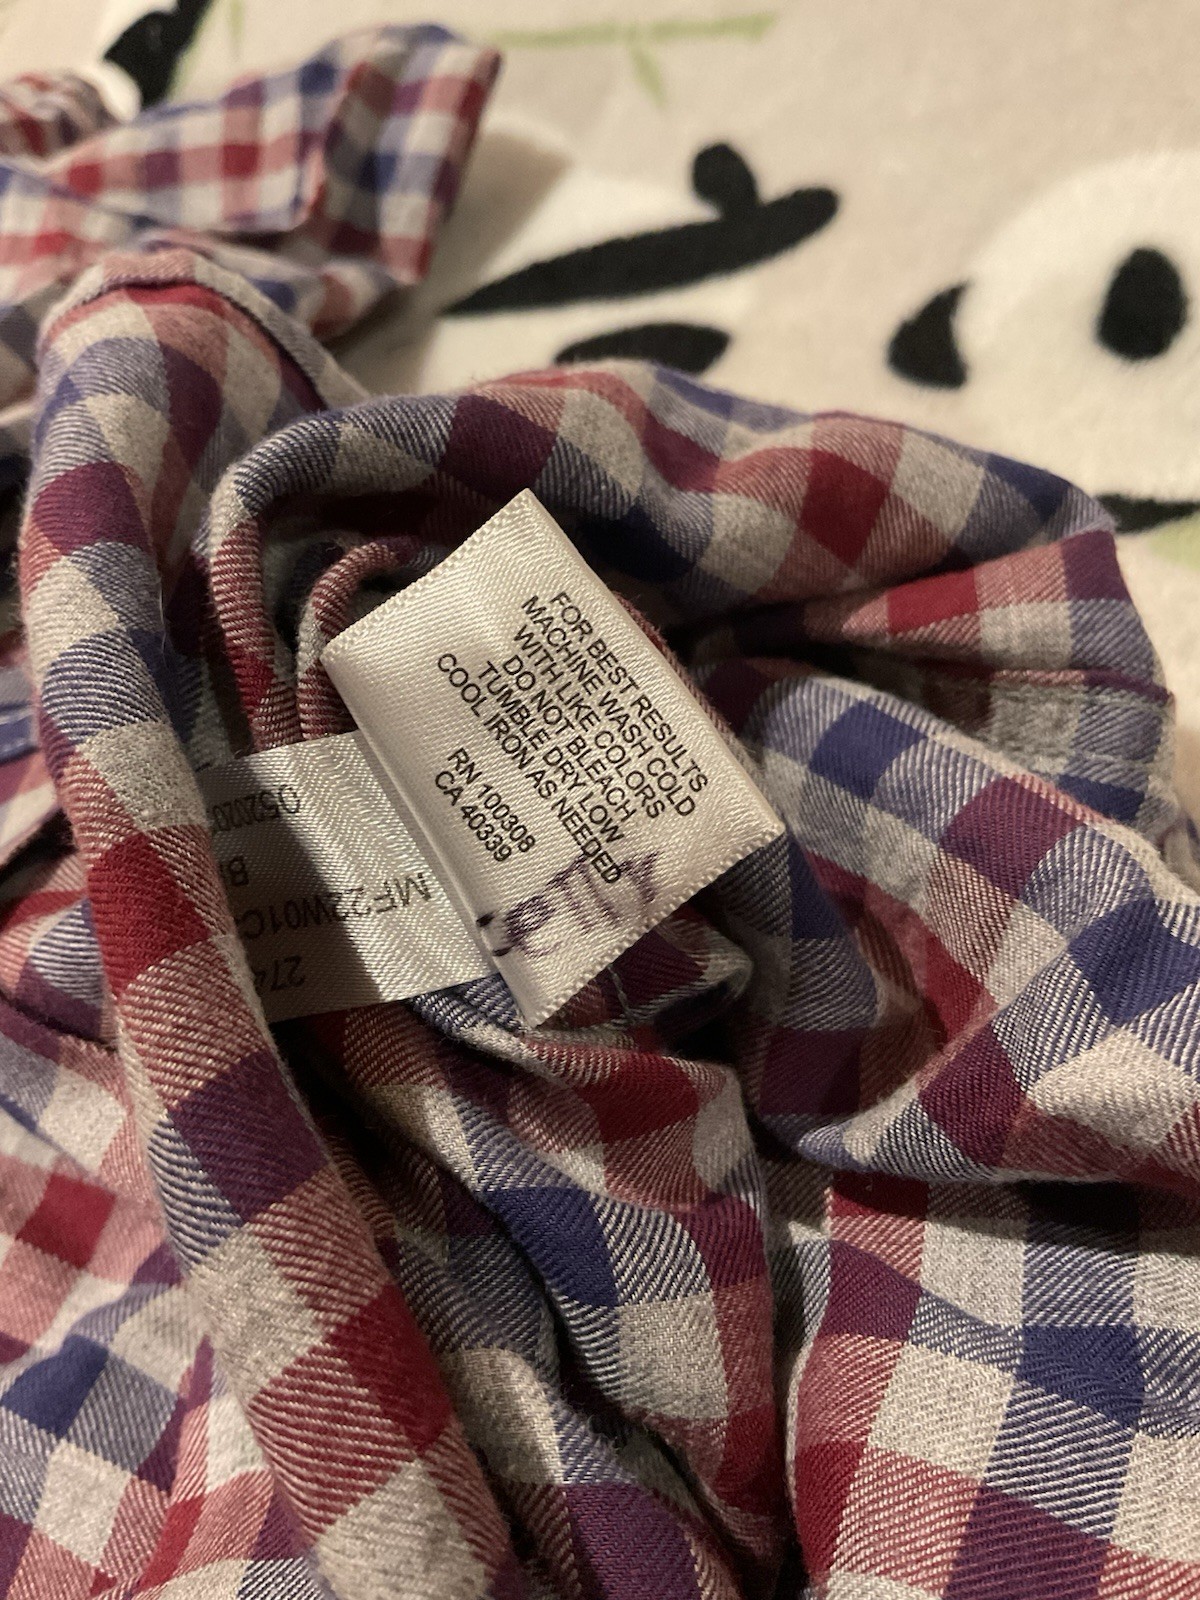 FOR BEST RESULTS
MACHINE WASH COLD
WITH LIKE COLORS
DO NOT BLEACH
TUMBLE DRY LOW
COOL IRON AS NEEDED
RN 100308
CA 40339